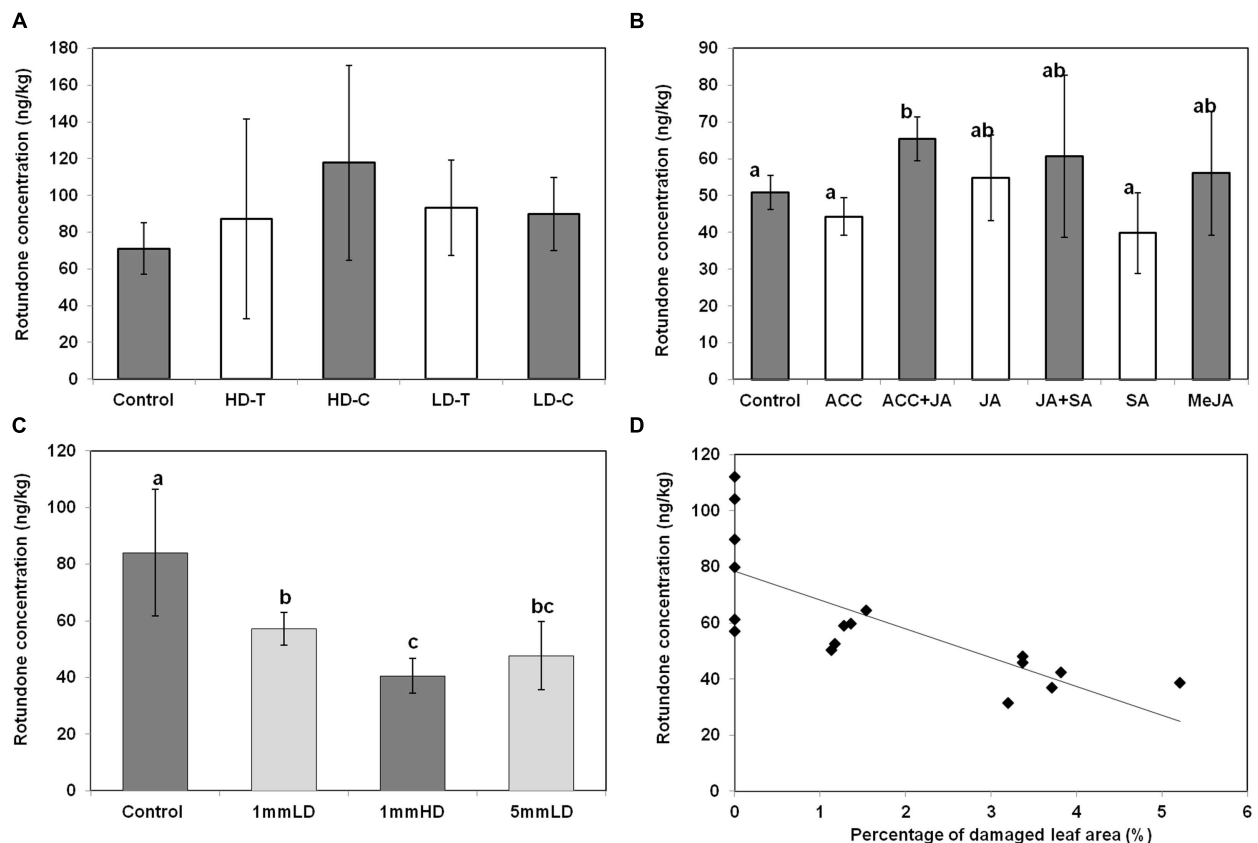 A
Rotundone concentration (ng/kg)
180
160
140
120
100
80
60
40
20
0
Control HD-T HD-C LD-T LD-C
B
Rotundone concentration (ng/kg)
90
80
70
60
50
40
30
20
10
0
a a b ab ab a ab
Control ACC ACC+JA JA JA+SA SA MeJA
C
Rotundone concentration (ng/kg)
120
100
80
60
40
20
0
a b c bc
Control 1mmLD 1mmHD 5mmLD
D
Rotundone concentration (ng/kg)
120
100
80
60
40
20
0
0 1 2 3 4 5 6
Percentage of damaged leaf area (%)